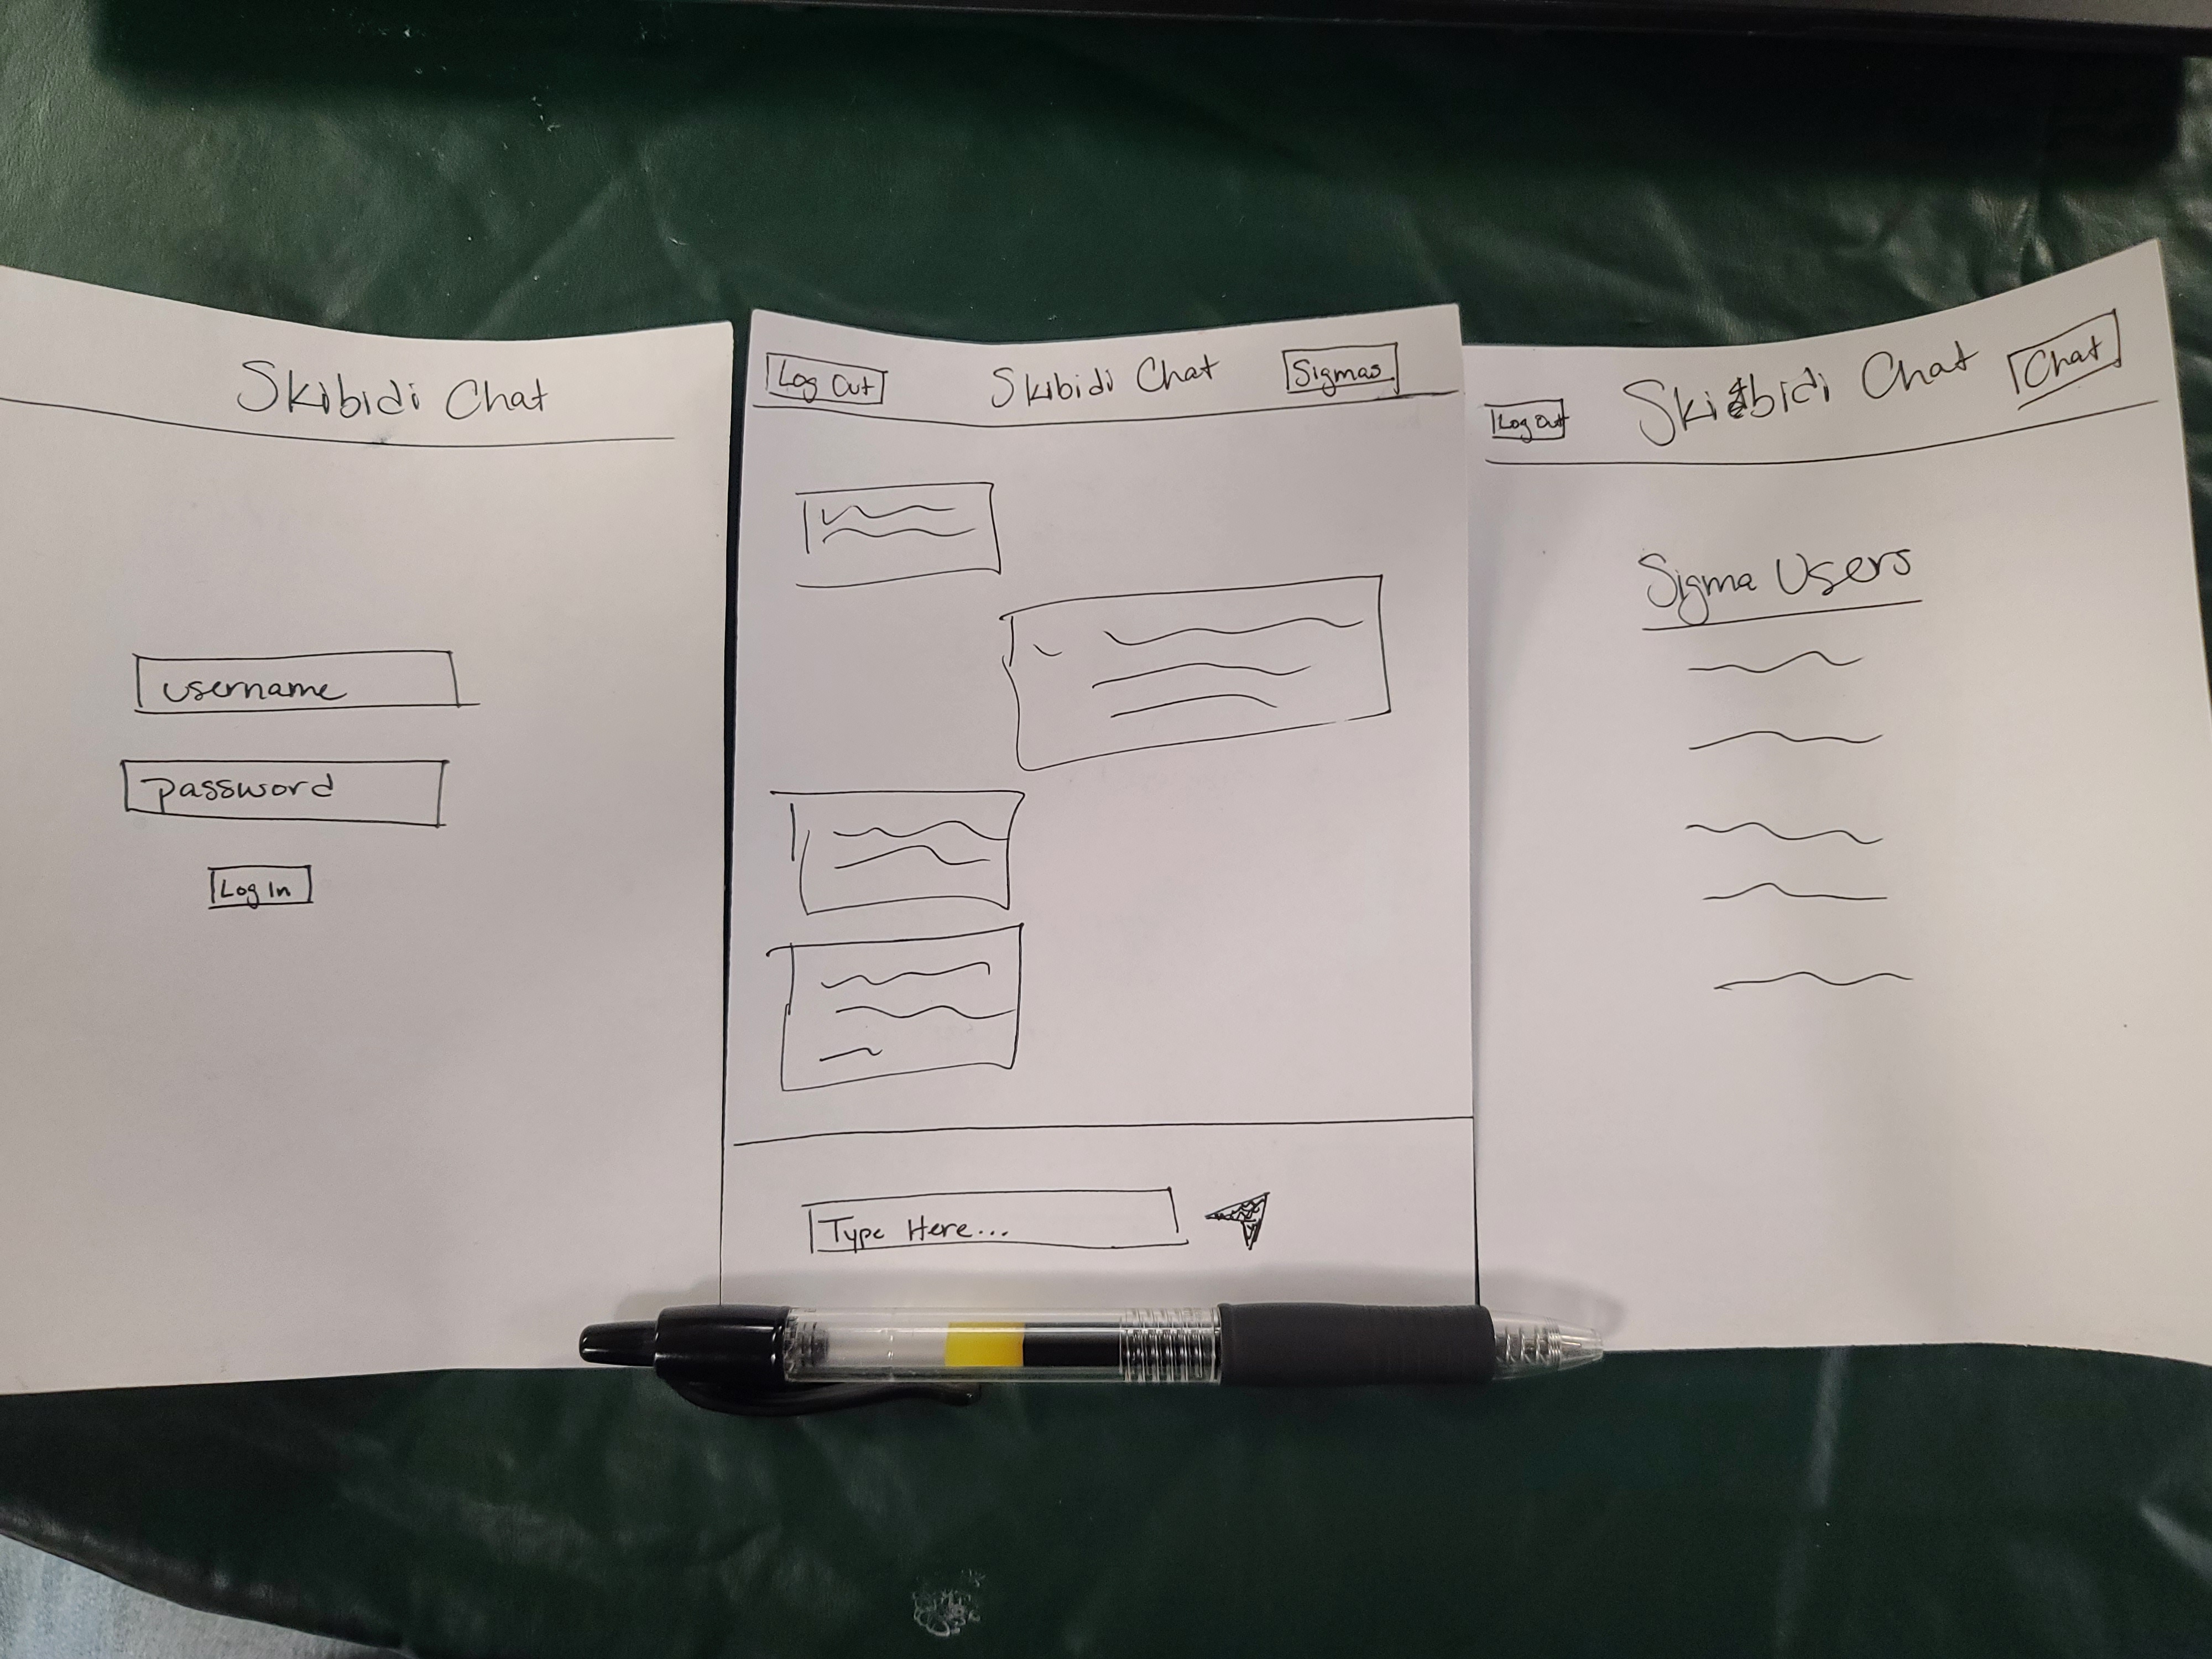 Skibidi Chat
username
password
Log In
Log Out Skibidi Chat Sigmas
Type Here...
Log Out Skibidi Chat Chat
Sigma Users